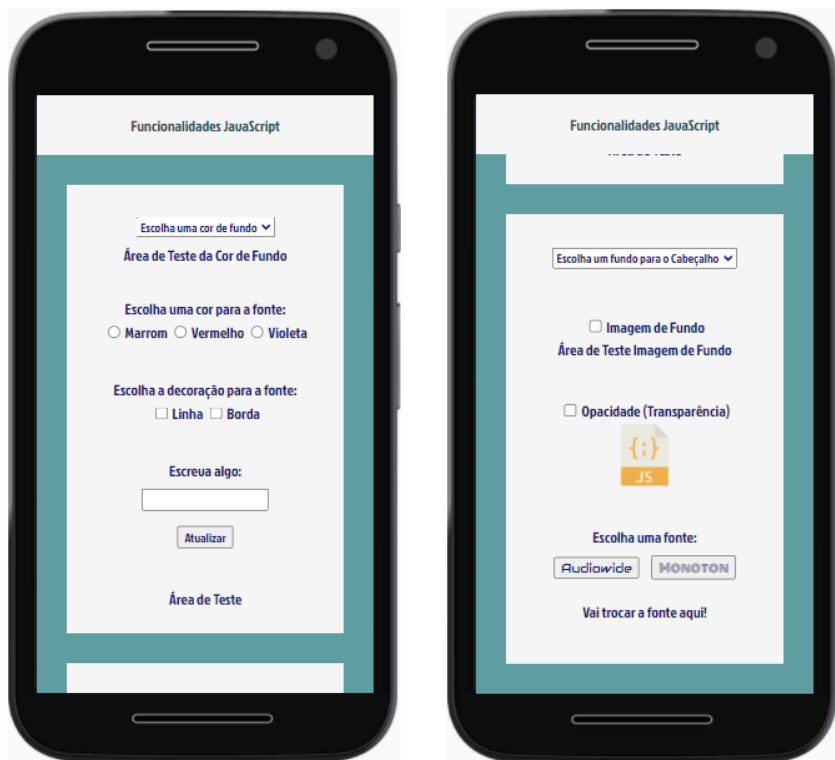 Funcionalidades JavaScript
Escolha uma cor de fundo
Área de Teste da Cor de Fundo
Escolha uma cor para a fonte:
Marrom Vermelho Violeta
Escolha a decoração para a fonte:
Linha Borda
Escreva algo:
Atualizar
Área de Teste
Funcionalidades JavaScript
Área de Teste
Escolha um fundo para o Cabeçalho
Imagem de Fundo
Área de Teste Imagem de Fundo
Opacidade (Transparência)
{;}
JS
Escolha uma fonte:
Audiowide MONOTON
Vai trocar a fonte aqui!